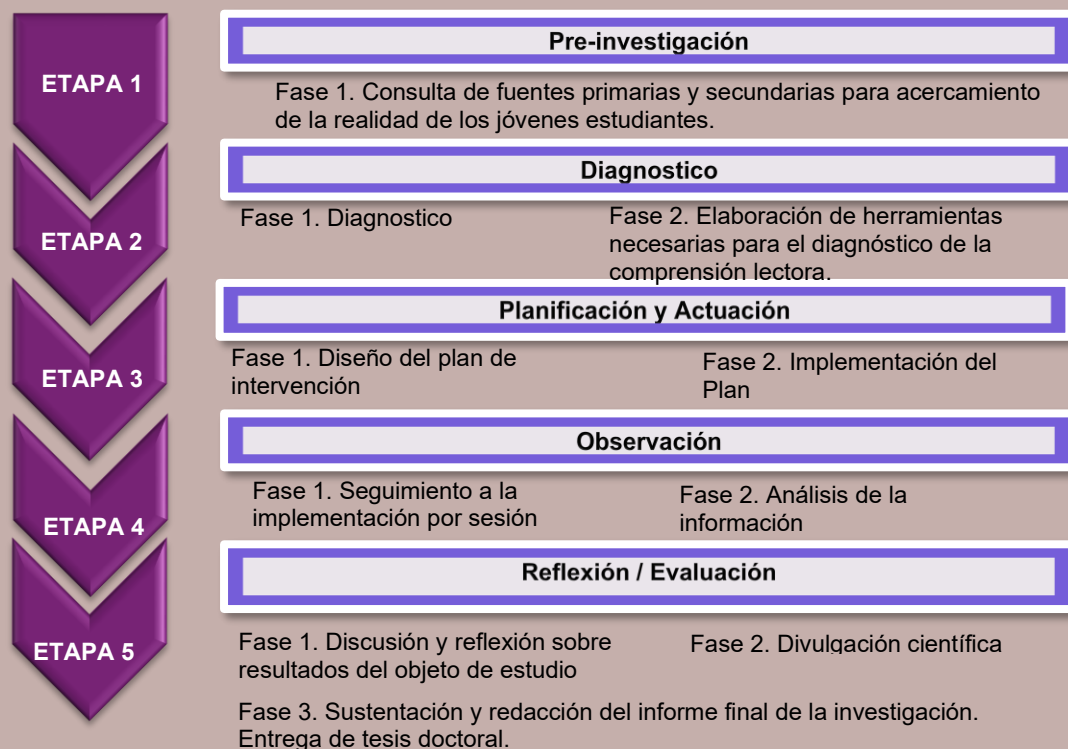 ETAPA 1
Pre-investigación
Fase 1. Consulta de fuentes primarias y secundarias para acercamiento
de la realidad de los jóvenes estudiantes.
ETAPA 2
Diagnostico
Fase 1. Diagnostico
Fase 2. Elaboración de herramientas
necesarias para el diagnóstico de la
comprensión lectora.
ETAPA 3
Planificación y Actuación
Fase 1. Diseño del plan de
intervención
Fase 2. Implementación del
Plan
ETAPA 4
Observación
Fase 1. Seguimiento a la
implementación por sesión
Fase 2. Análisis de la
información
ETAPA 5
Reflexión / Evaluación
Fase 1. Discusión y reflexión sobre
resultados del objeto de estudio
Fase 2. Divulgación científica
Fase 3. Sustentación y redacción del informe final de la investigación.
Entrega de tesis doctoral.